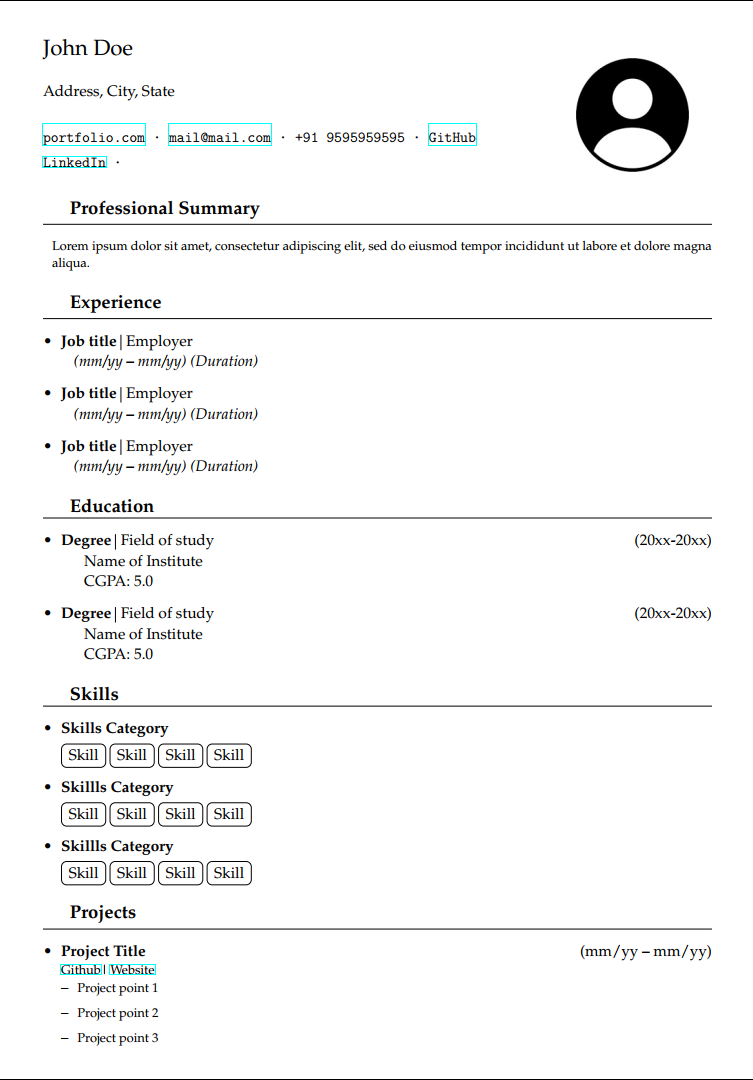 John Doe
Address, City, State
portfolio.com · mail@mail.com · +91 9595959595 · GitHub
LinkedIn ·
Professional Summary
Lorem ipsum dolor sit amet, consectetur adipiscing elit, sed do eiusmod tempor incididunt ut labore et dolore magna
aliqua.
Experience
• Job title | Employer
(mm/yy – mm/yy) (Duration)
• Job title | Employer
(mm/yy – mm/yy) (Duration)
• Job title | Employer
(mm/yy – mm/yy) (Duration)
Education
• Degree | Field of study (20xx-20xx)
Name of Institute
CGPA: 5.0
• Degree | Field of study (20xx-20xx)
Name of Institute
CGPA: 5.0
Skills
• Skills Category
Skill Skill Skill Skill
• Skillls Category
Skill Skill Skill Skill
• Skillls Category
Skill Skill Skill Skill
Projects
• Project Title (mm/yy – mm/yy)
Github | Website
– Project point 1
– Project point 2
– Project point 3